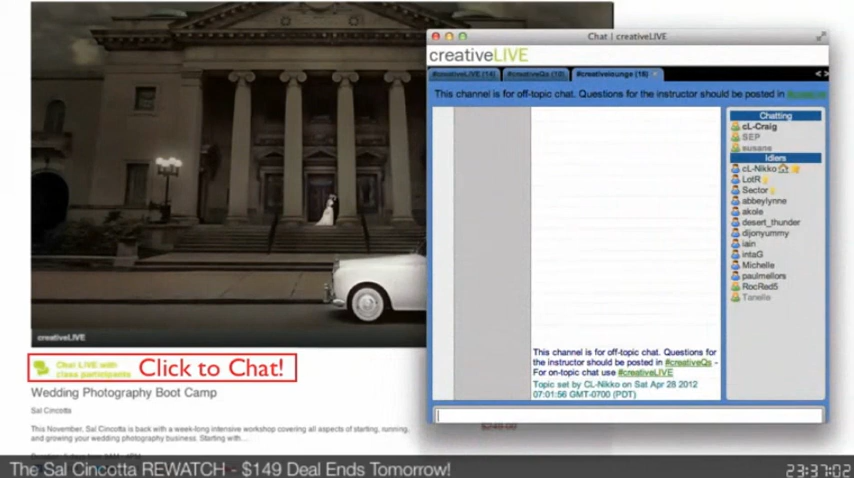 Chat | creativeLIVE
creativeLIVE
#creativeLIVE (14)
#creativeQs (10)
#creativelounge (18)
< >
This channel is for off-topic chat. Questions for the instructor should be posted in
Chatting
cL-Craig
SEP
susane
Idlers
cL-Nikko
LotR
Sector
abbeylynne
akole
desert_thunder
dijonyummy
iain
intaG
Michelle
paulmellors
RocRed5
Tanelle
This channel is for off-topic chat. Questions for
the instructor should be posted in #creativeQs -
For on-topic chat use #creativeLIVE
Topic set by CL-Nikko on Sat Apr 28 2012
07:01:56 GMT-0700 (PDT)
creativeLIVE
Chat LIVE with
class participants
Click to Chat!
Wedding Photography Boot Camp
Sal Cincotta
This November, Sal Cincotta is back with a week-long intensive workshop covering all aspects of starting, running,
and growing your wedding photography business. Starting with...
$249.00
The Sal Cincotta REWATCH - $149 Deal Ends Tomorrow!
23:37:02